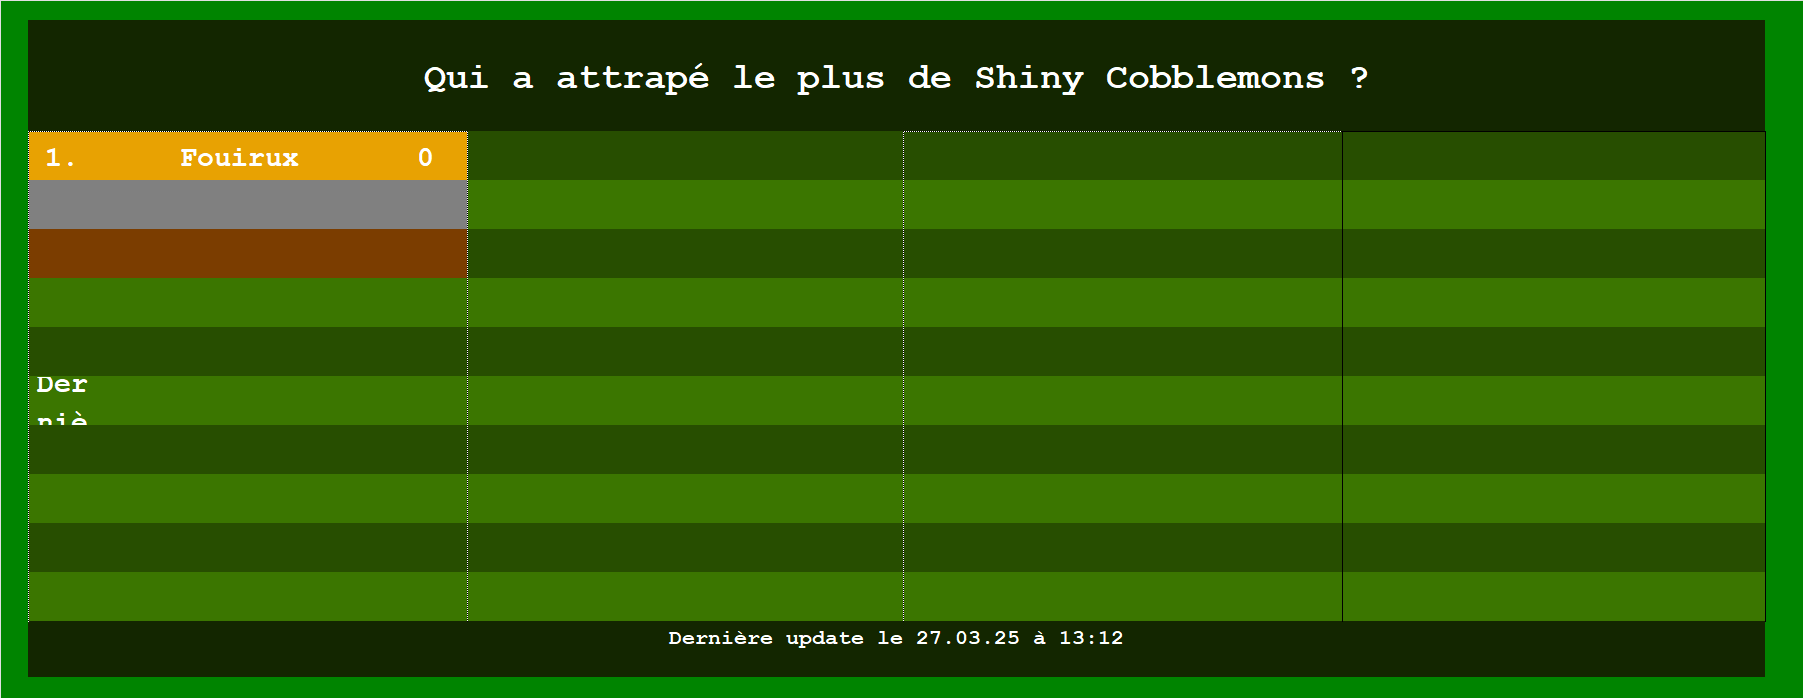 Qui a attrapé le plus de Shiny Cobblemons ?
1. Fouirux 0
Der
niè
Dernière update le 27.03.25 à 13:12